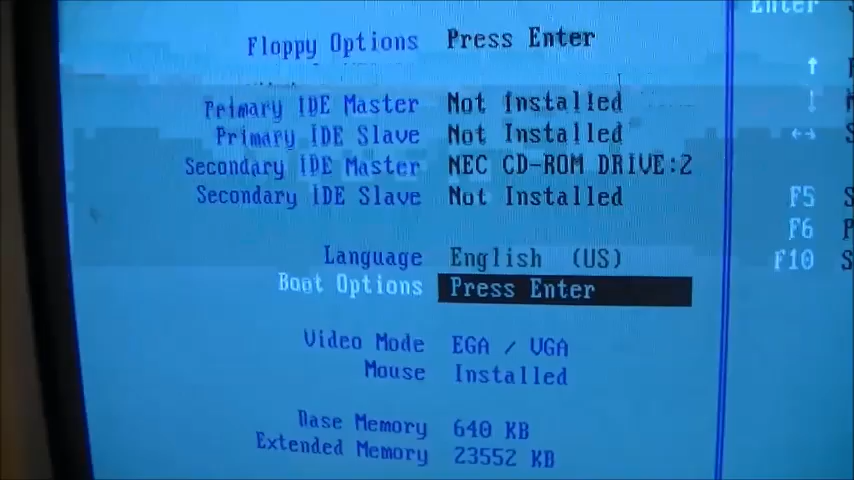 Enter
Floppy Options Press Enter
↑
Primary IDE Master Not Installed
↓
Primary IDE Slave Not Installed
↔
Secondary IDE Master NEC CD-ROM DRIVE:2
Secondary IDE Slave Not Installed
F5 S
F6 P
Language English (US)
F10 S
Boot Options Press Enter
Video Mode EGA / VGA
Mouse Installed
Base Memory 640 KB
Extended Memory 23552 KB